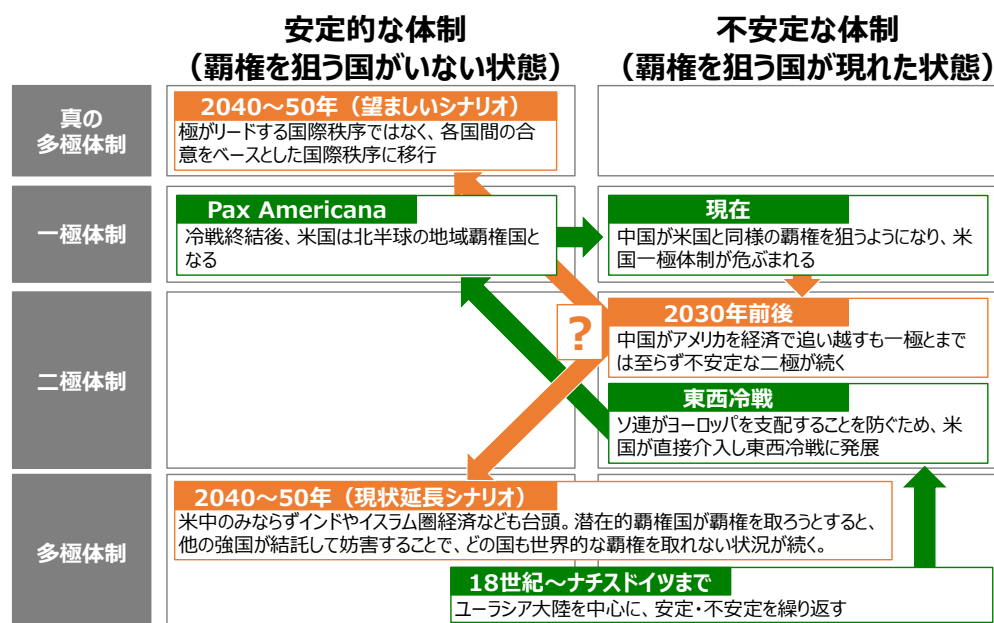 安定的な体制
（覇権を狙う国がいない状態）
不安定な体制
（覇権を狙う国が現れた状態）
真の
多極体制
2040～50年（望ましいシナリオ）
極がリードする国際秩序ではなく、各国間の合
意をベースとした国際秩序に移行
一極体制
Pax Americana
冷戦終結後、米国は北半球の地域覇権国と
なる
現在
中国が米国と同様の覇権を狙うようになり、米
国一極体制が危ぶまれる
二極体制
?
2030年前後
中国がアメリカを経済で追い越すも一極とまで
は至らず不安定な二極が続く
東西冷戦
ソ連がヨーロッパを支配することを防ぐため、米
国が直接介入し東西冷戦に発展
多極体制
2040～50年（現状延長シナリオ）
米中のみならずインドやイスラム圏経済なども台頭。潜在的覇権国が覇権を取ろうとすると、
他の強国が結託して妨害することで、どの国も世界的な覇権を取れない状況が続く。
18世紀～ナチスドイツまで
ユーラシア大陸を中心に、安定・不安定を繰り返す